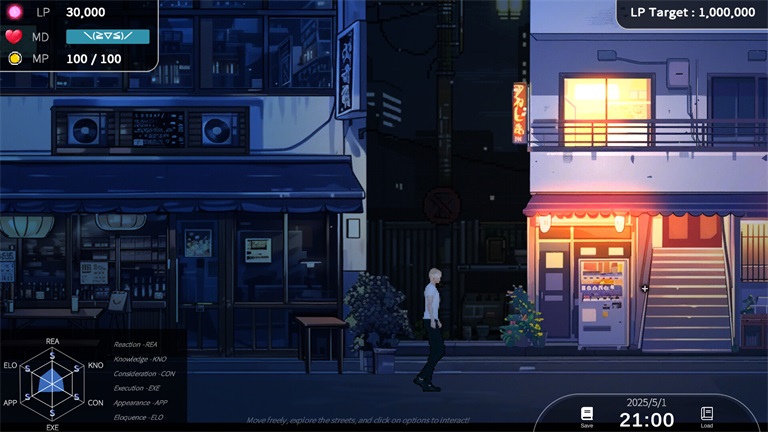 LP 30,000
MD ＼(≧▽≦)／
MP 100 / 100
LP Target : 1,000,000
REA
KNO
CON
EXE
APP
ELO
S
S
S
S
S
S
Reaction -REA
Knowledge -KNO
Consideration -CON
Execution -EXE
Appearance -APP
Eloquence -ELO
Move freely, explore the streets, and click on options to interact!
2025/5/1
Save
21:00
Load